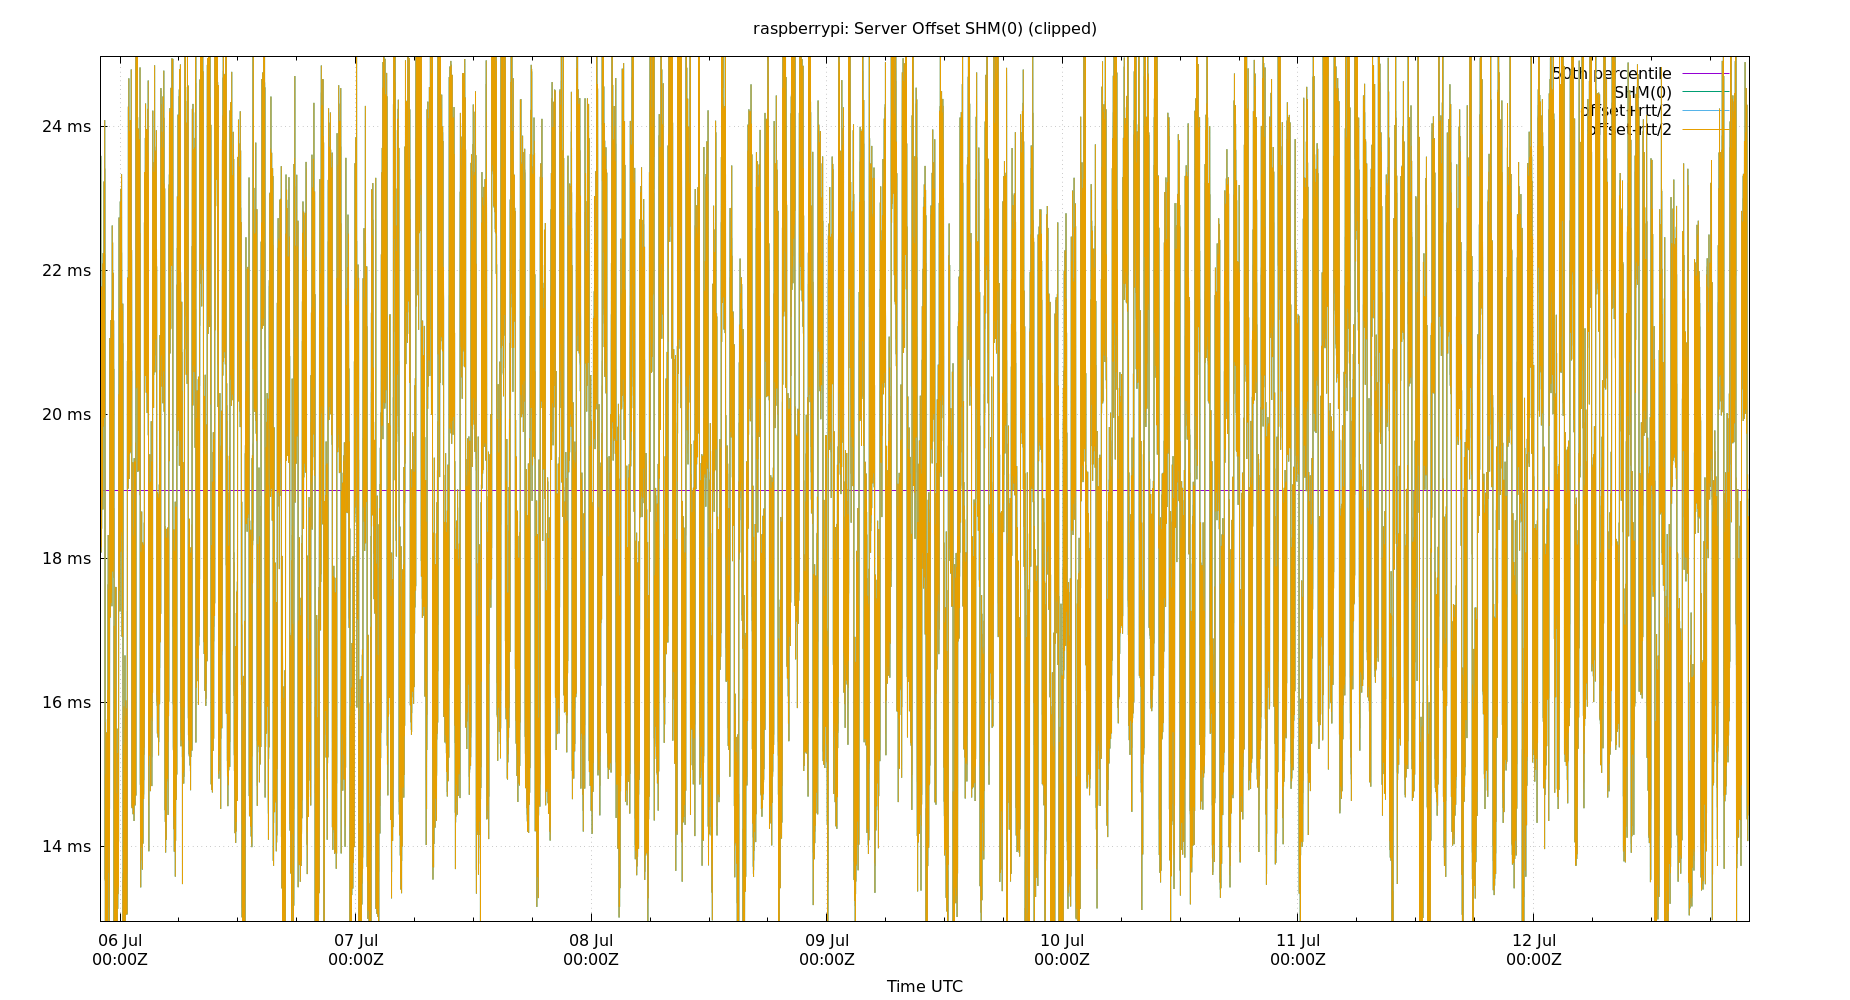 raspberrypi: Server Offset SHM(0) (clipped)
50th percentile
SHM(0)
offset+rtt/2
offset-rtt/2
24 ms
22 ms
20 ms
18 ms
16 ms
14 ms
06 Jul 07 Jul 08 Jul 09 Jul 10 Jul 11 Jul 12 Jul
00:00Z 00:00Z 00:00Z 00:00Z 00:00Z 00:00Z 00:00Z
Time UTC